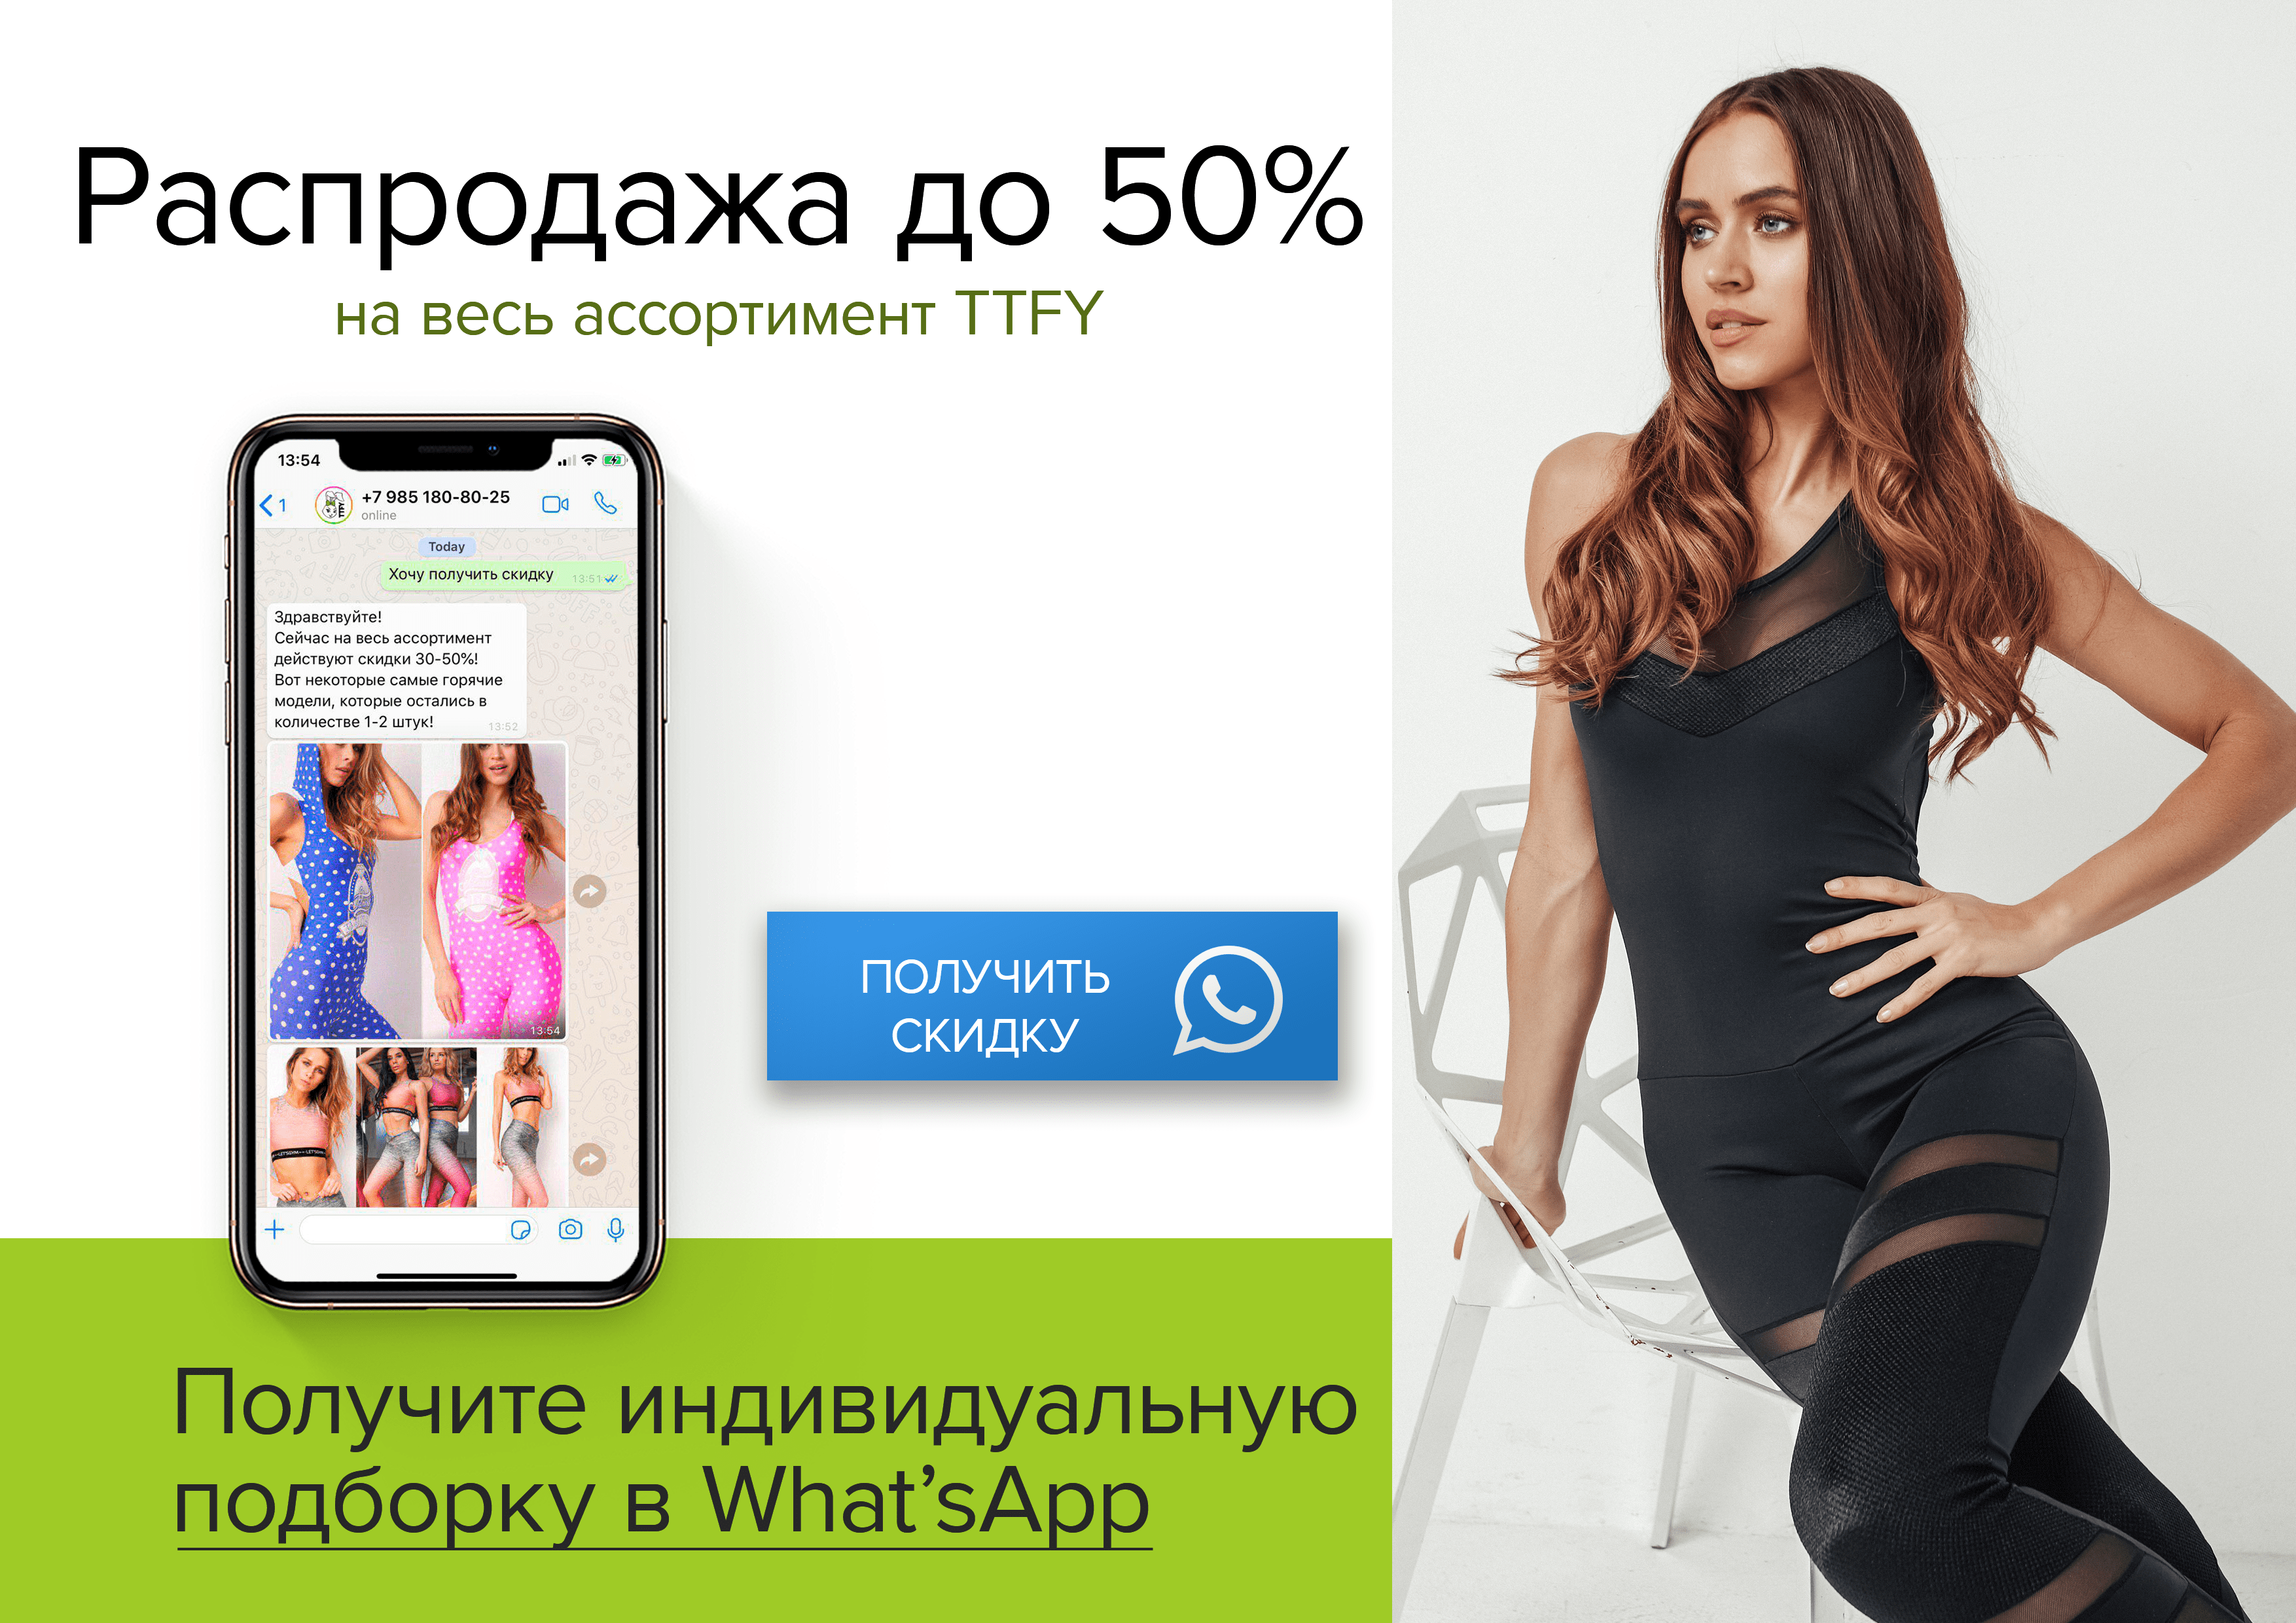 Распродажа до 50%
на весь ассортимент TTFY
13:54
1
+7 985 180-80-25
online
TTFY
Today
Хочу получить скидку 13:51
Здравствуйте!
Сейчас на весь ассортимент
действуют скидки 30-50%!
Вот некоторые самые горячие
модели, которые остались в
количестве 1-2 штук! 13:52
13:54
ПОЛУЧИТЬ
СКИДКУ
Получите индивидуальную
подборку в What'sApp